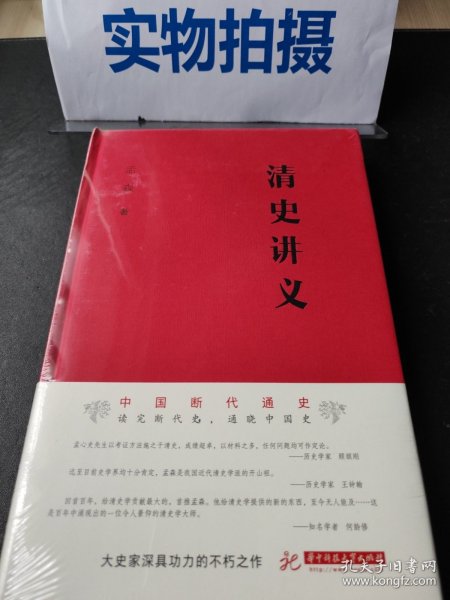 实物拍摄
清史讲义
孟森 著
中国断代通史
读完断代史，通晓中国史
孟心史先生以考证方法施之于清史，成绩超卓，以材料之多，任何问题均可作定论。
——历史学家 顾颉刚
迄至目前史学界均十分肯定，孟森是我国近代清史学派的开山祖。
——历史学家 王钟翰
回首百年，给清史学贡献最大的，首推孟森。他给清史学提供的新的东西，至今无人能及……这
是百年中涌现出的一位令人景仰的清史学大师。
——知名学者 何龄修
大史家深具功力的不朽之作
华中科技大学出版社
孔夫子旧书网